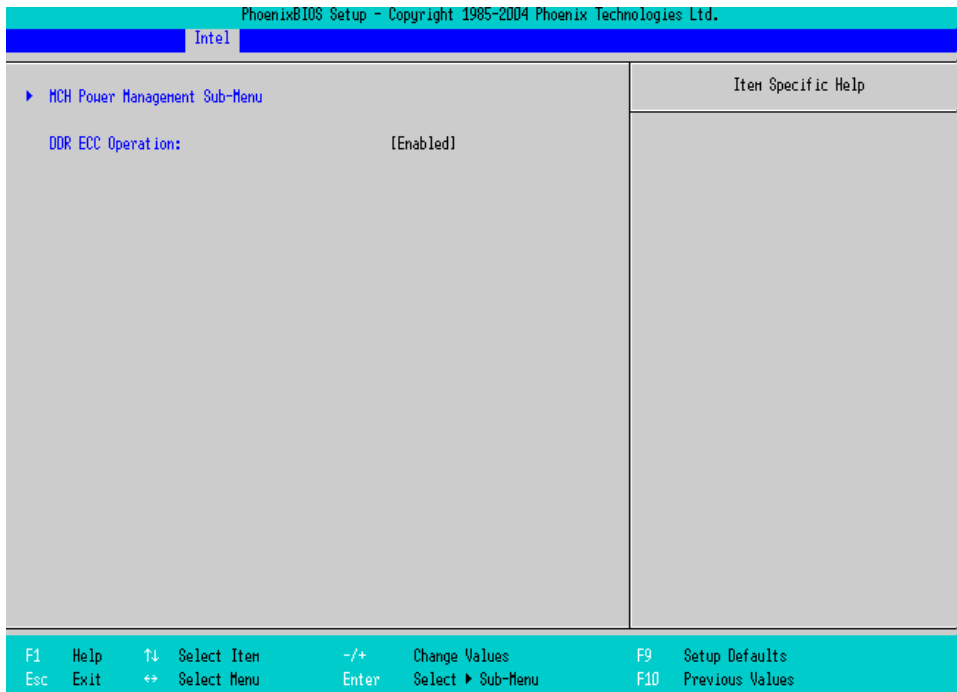 PhoenixBIOS Setup - Copyright 1985-2004 Phoenix Technologies Ltd.
Intel
▶ MCH Power Management Sub-Menu
DDR ECC Operation: [Enabled]
Item Specific Help
F1 Help ↑↓ Select Item -/+ Change Values F9 Setup Defaults
Esc Exit ↔ Select Menu Enter Select ▶ Sub-Menu F10 Previous Values